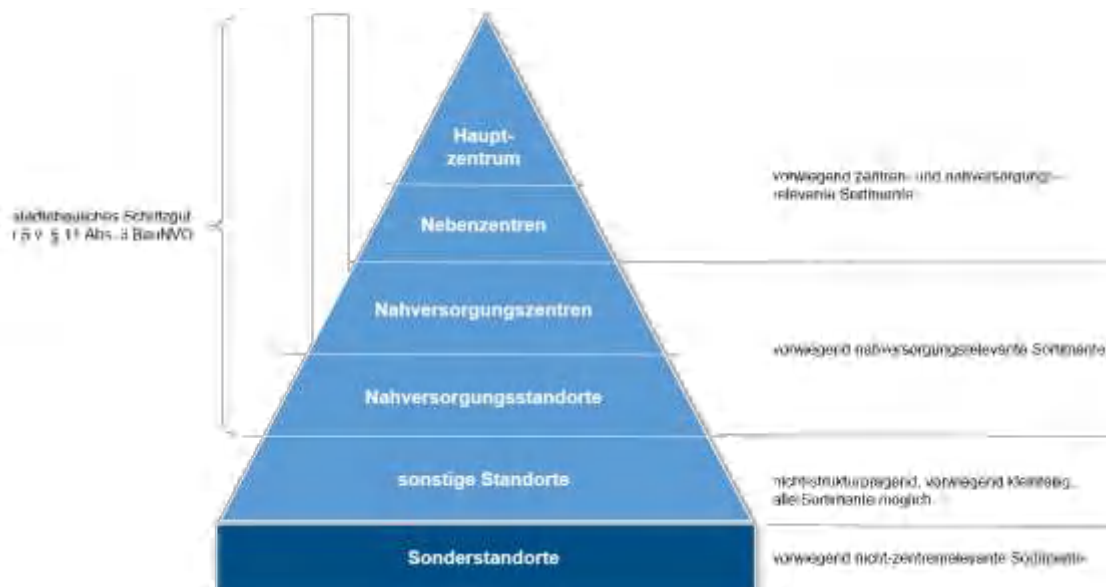 Haupt-
zentrum
vorwiegend zentren- und nahversorgungs-
relevante Sortimente
städtebauliches Schutzgut
i.S.v. § 11 Abs. 3 BauNVO
Nebenzentren
Nahversorgungszentren
vorwiegend nahversorgungsrelevante Sortimente
Nahversorgungsstandorte
sonstige Standorte
nicht-strukturprägend, vorwiegend kleinteilig,
alle Sortimente möglich
Sonderstandorte
vorwiegend nicht-zentrenrelevante Sortimente